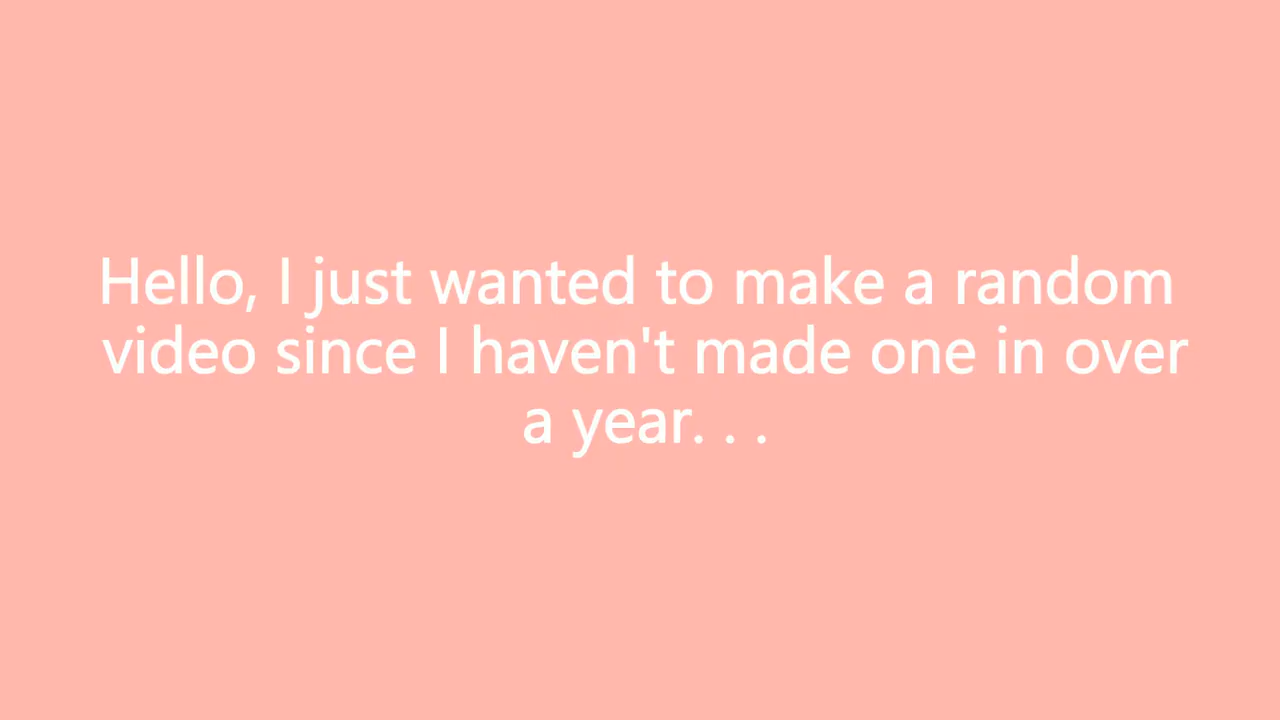 Hello, I just wanted to make a random
video since I haven't made one in over
a year. . .